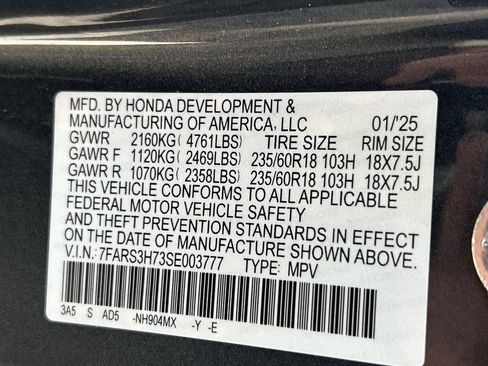 MFD. BY HONDA DEVELOPMENT &
MANUFACTURING OF AMERICA, LLC 01/'25
GVWR 2160KG ( 4761LBS) TIRE SIZE RIM SIZE
GAWR F 1120KG ( 2469LBS) 235/60R18 103H 18X7.5J
GAWR R 1070KG ( 2358LBS) 235/60R18 103H 18X7.5J
THIS VEHICLE CONFORMS TO ALL APPLICABLE
FEDERAL MOTOR VEHICLE SAFETY
AND THEFT PREVENTION STANDARDS IN EFFECT
ON THE DATE OF MANUFACTURE SHOWN ABOVE.
V.I.N.: 7FARS3H73SE003777 TYPE: MPV
3A5 S AD5 -NH904MX -Y -E